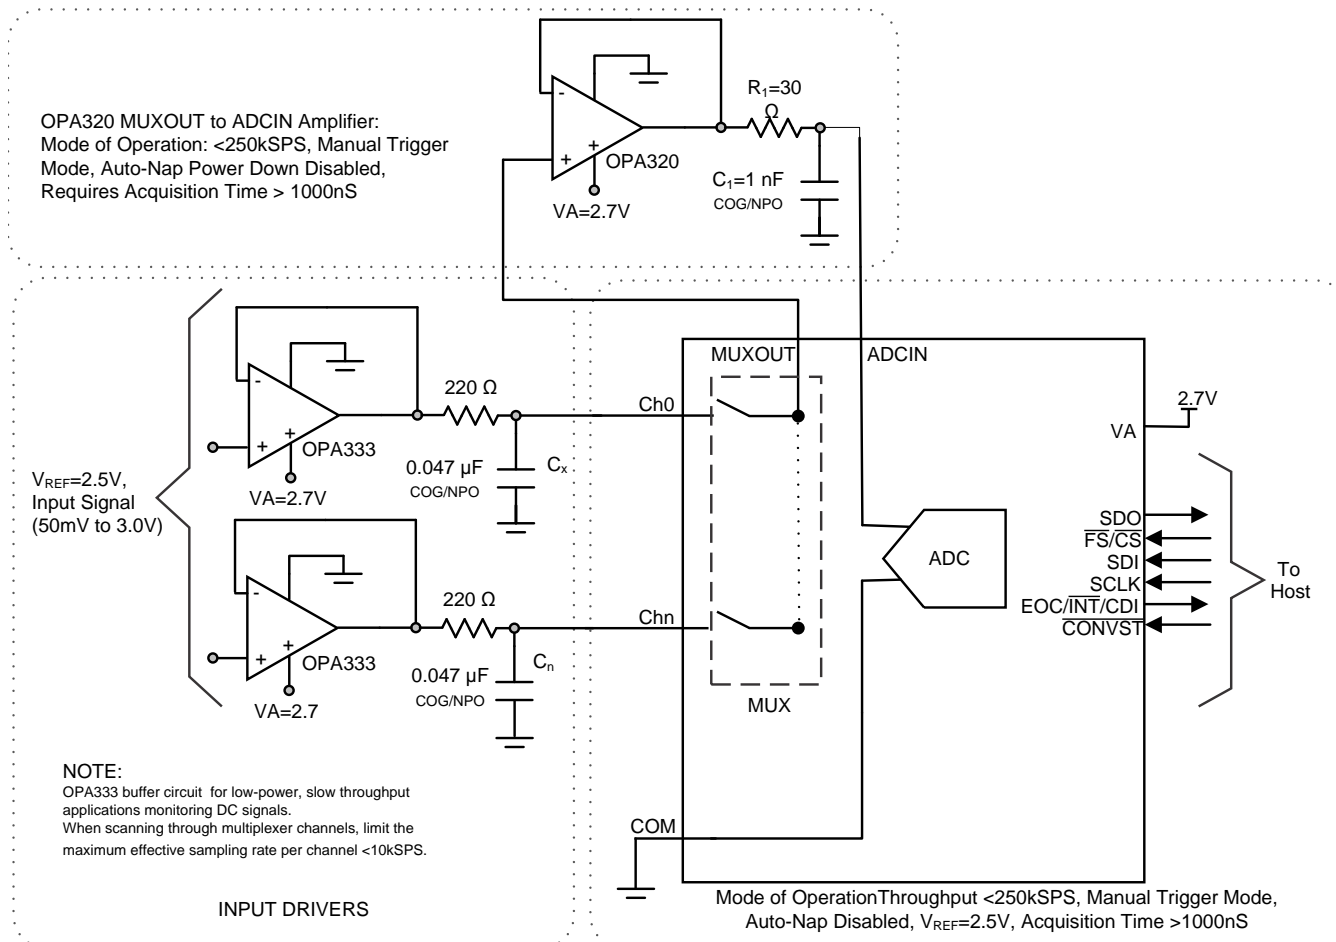 OPA320 MUXOUT to ADCIN Amplifier:
Mode of Operation: <250kSPS, Manual Trigger
Mode, Auto-Nap Power Down Disabled,
Requires Acquisition Time > 1000nS
-
+
+
OPA320
VA=2.7V
R₁=30
Ω
C₁=1 nF
COG/NPO
V_REF=2.5V,
Input Signal
(50mV to 3.0V)
-
+
+
OPA333
VA=2.7V
220 Ω
0.047 µF
COG/NPO
Cₓ
-
+
+
OPA333
VA=2.7
220 Ω
0.047 µF
COG/NPO
Cₙ
NOTE:
OPA333 buffer circuit for low-power, slow throughput
applications monitoring DC signals.
When scanning through multiplexer channels, limit the
maximum effective sampling rate per channel <10kSPS.
INPUT DRIVERS
MUXOUT
ADCIN
Ch0
Chn
MUX
COM
ADC
2.7V
VA
SDO
F̅S̅/C̅S̅
SDI
SCLK
EOC/I̅N̅T̅/CDI
C̅O̅N̅V̅S̅T̅
To
Host
Mode of OperationThroughput <250kSPS, Manual Trigger Mode,
Auto-Nap Disabled, V_REF=2.5V, Acquisition Time >1000nS